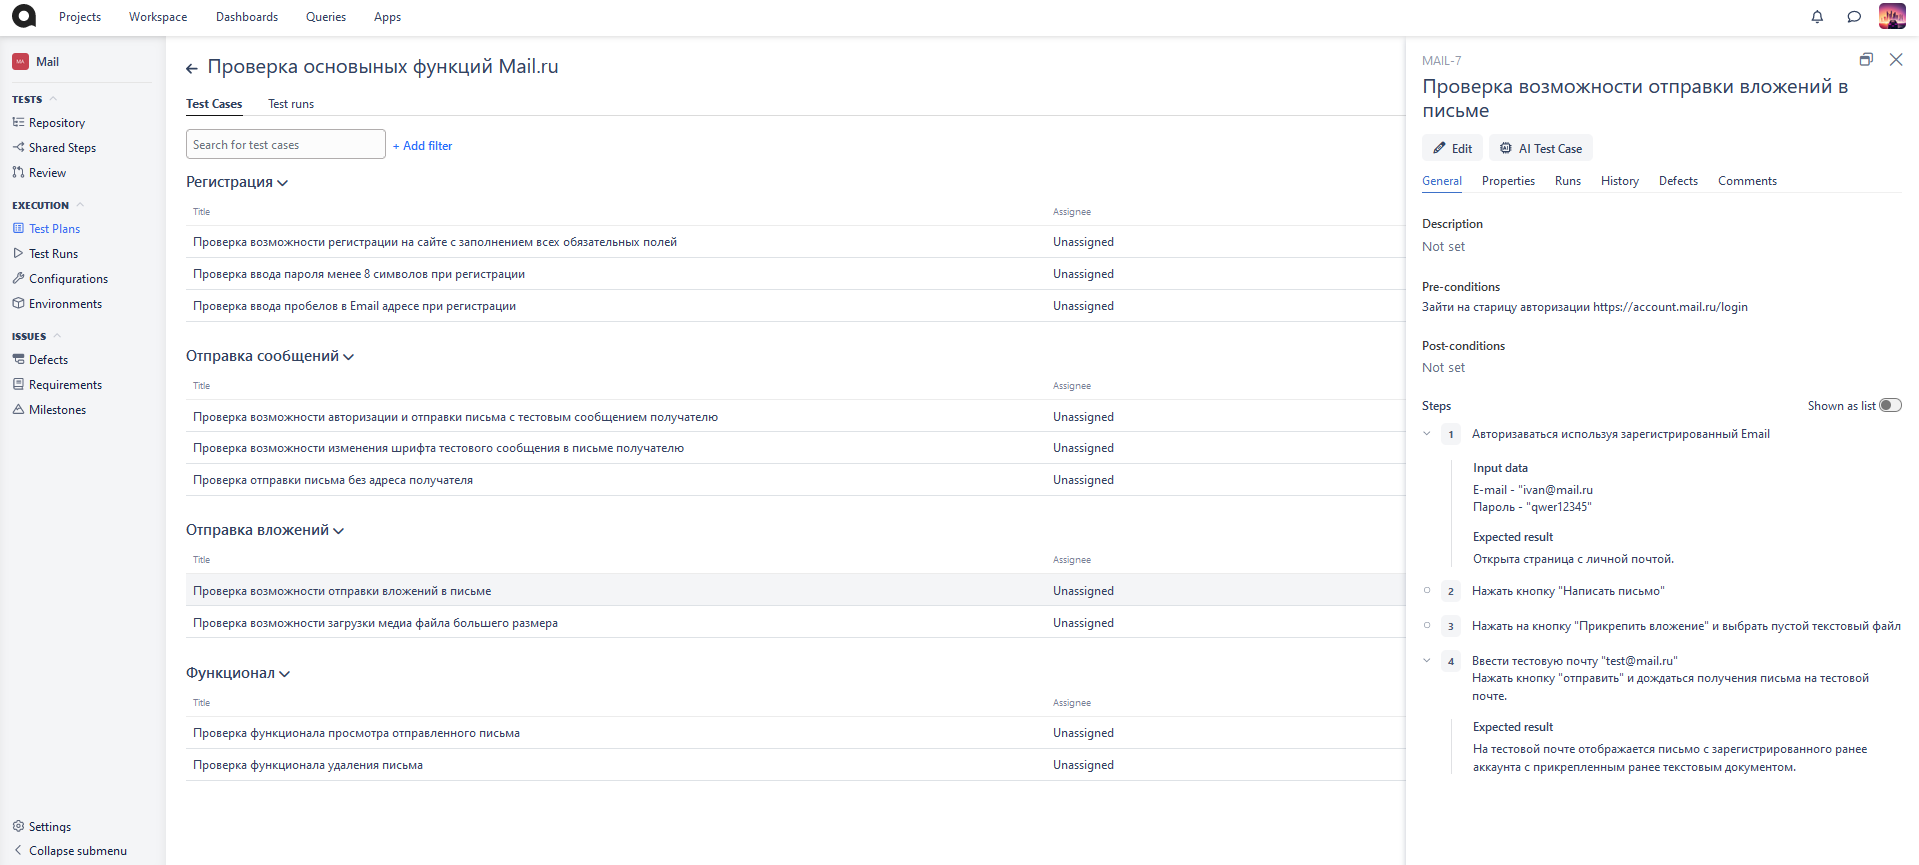 Projects
Workspace
Dashboards
Queries
Apps
MA
Mail
TESTS
Repository
Shared Steps
Review
EXECUTION
Test Plans
Test Runs
Configurations
Environments
ISSUES
Defects
Requirements
Milestones
Settings
Collapse submenu
Проверка основыных функций Mail.ru
Test Cases
Test runs
Search for test cases
+ Add filter
Регистрация
Title
Assignee
Проверка возможности регистрации на сайте с заполнением всех обязательных полей
Unassigned
Проверка ввода пароля менее 8 символов при регистрации
Unassigned
Проверка ввода пробелов в Email адресе при регистрации
Unassigned
Отправка сообщений
Title
Assignee
Проверка возможности авторизации и отправки письма с тестовым сообщением получателю
Unassigned
Проверка возможности изменения шрифта тестового сообщения в письме получателю
Unassigned
Проверка отправки письма без адреса получателя
Unassigned
Отправка вложений
Title
Assignee
Проверка возможности отправки вложений в письме
Unassigned
Проверка возможности загрузки медиа файла большего размера
Unassigned
Функционал
Title
Assignee
Проверка функционала просмотра отправленного письма
Unassigned
Проверка функционала удаления письма
Unassigned
MAIL-7
Проверка возможности отправки вложений в
письме
Edit
AI Test Case
General
Properties
Runs
History
Defects
Comments
Description
Not set
Pre-conditions
Зайти на старицу авторизации https://account.mail.ru/login
Post-conditions
Not set
Steps
Shown as list
1
Авторизаваться используя зарегистрированный Email
Input data
E-mail - "ivan@mail.ru
Пароль - "qwer12345"
Expected result
Открыта страница с личной почтой.
2
Нажать кнопку "Написать письмо"
3
Нажать на кнопку "Прикрепить вложение" и выбрать пустой текстовый файл
4
Ввести тестовую почту "test@mail.ru"
Нажать кнопку "отправить" и дождаться получения письма на тестовой
почте.
Expected result
На тестовой почте отображается письмо с зарегистрированного ранее
аккаунта с прикрепленным ранее текстовым документом.